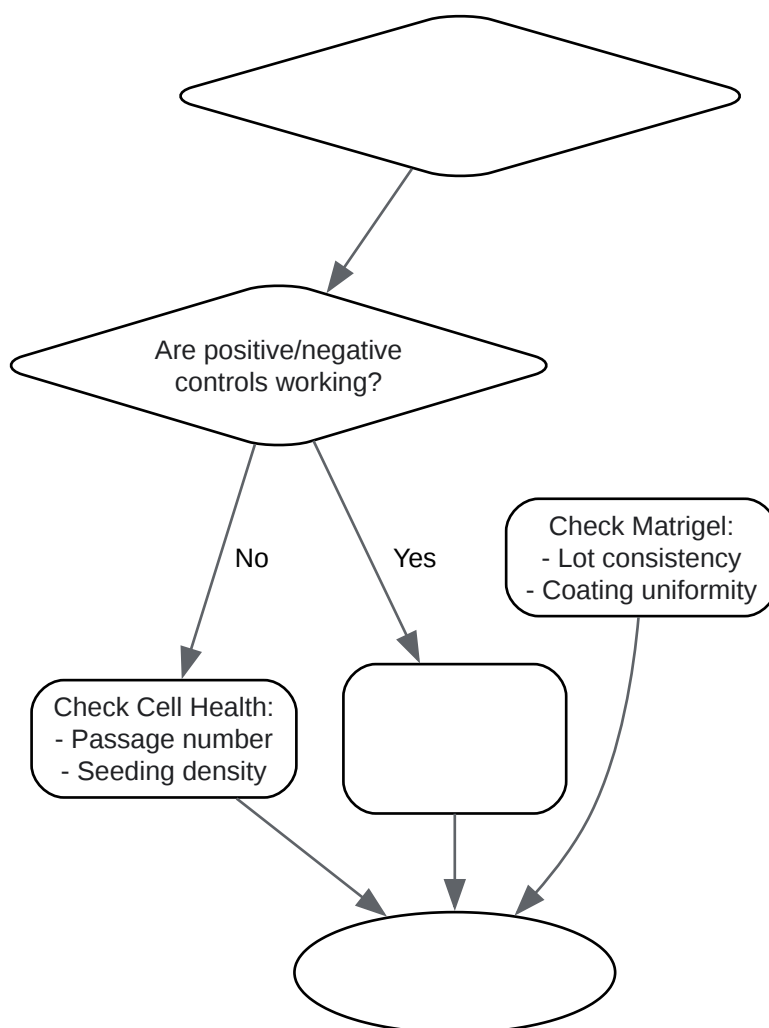 Are positive/negative
controls working?
No
Yes
Check Matrigel:
- Lot consistency
- Coating uniformity
Check Cell Health:
- Passage number
- Seeding density